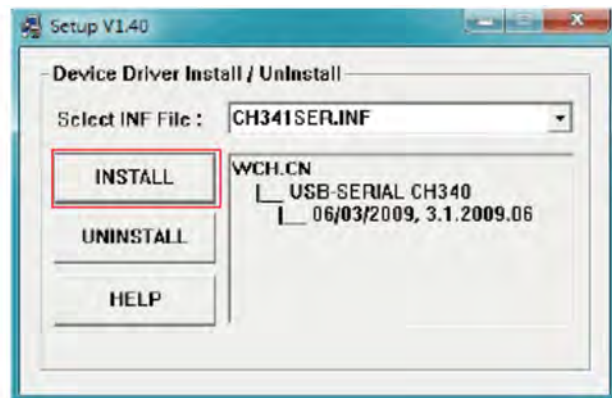 Setup V1.40
Device Driver Install / UnInstall
Select INF File : CH341SER.INF
INSTALL
WCH.CN
|__ USB-SERIAL CH340
|__ 06/03/2009, 3.1.2009.06
UNINSTALL
HELP